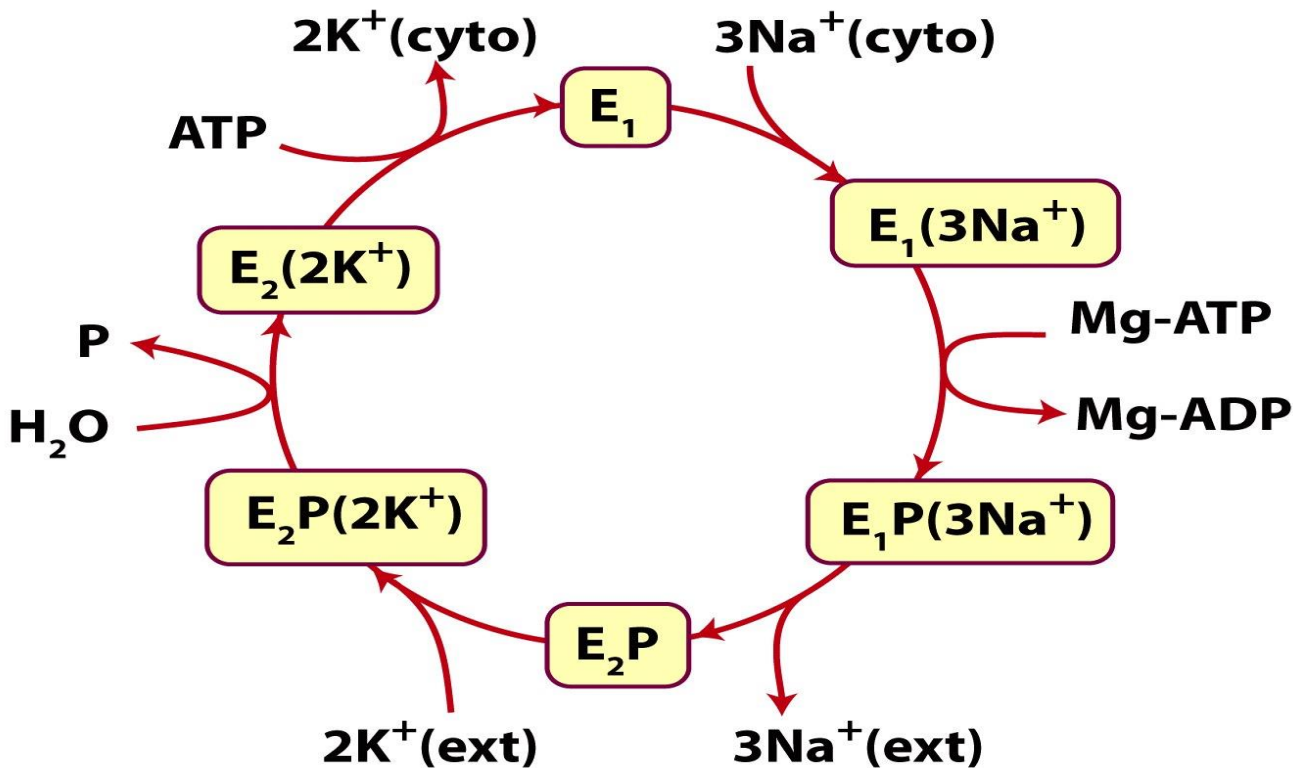 2K⁺(cyto)
3Na⁺(cyto)
E₁
ATP
E₁(3Na⁺)
E₂(2K⁺)
Mg-ATP
P
Mg-ADP
H₂O
E₂P(2K⁺)
E₁P(3Na⁺)
E₂P
2K⁺(ext)
3Na⁺(ext)